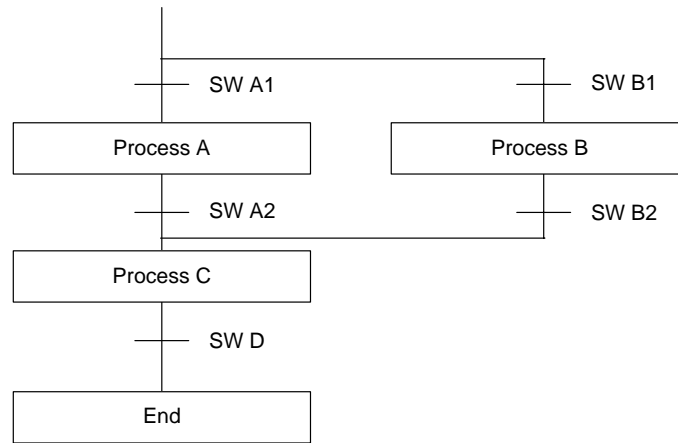 SW A1
SW B1
Process A
Process B
SW A2
SW B2
Process C
SW D
End